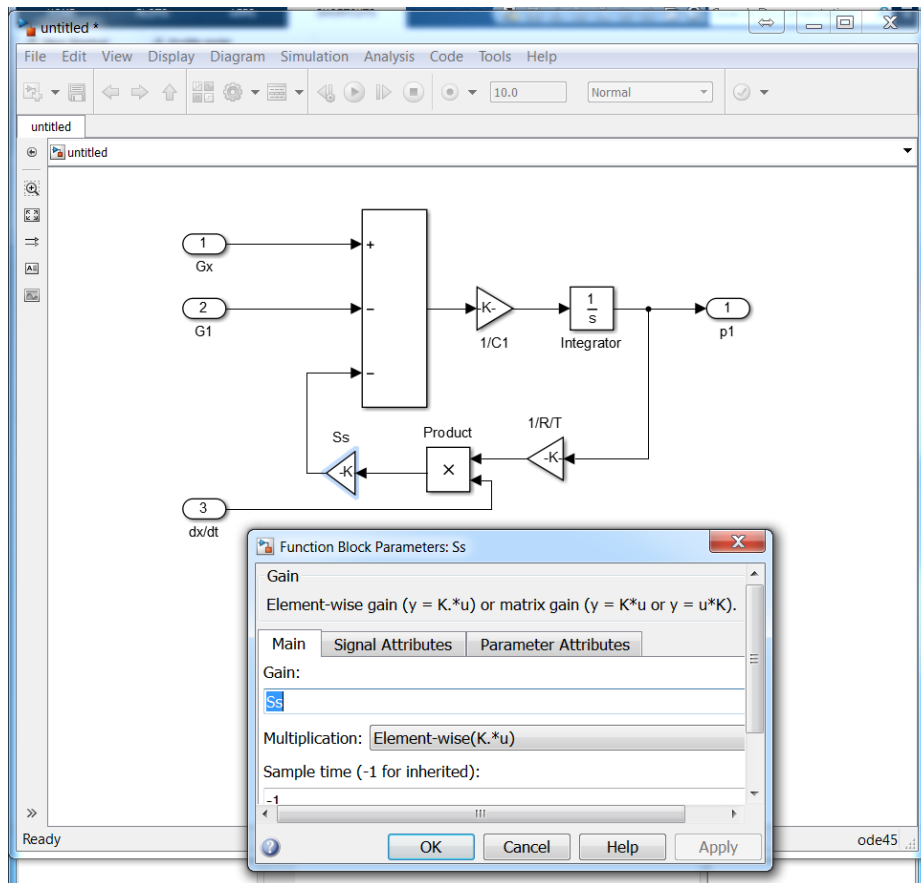 untitled *
File Edit View Display Diagram Simulation Analysis Code Tools Help
10.0 Normal
untitled
untitled
1
Gx
+
2
G1
−
-K-
1/C1
1
s
Integrator
1
p1
−
Ss
-K
Product
×
1/R/T
-K-
3
dx/dt
Function Block Parameters: Ss
Gain
Element-wise gain (y = K.*u) or matrix gain (y = K*u or y = u*K).
Main Signal Attributes Parameter Attributes
Gain:
Ss
Multiplication: Element-wise(K.*u)
Sample time (-1 for inherited):
-1
OK Cancel Help Apply
Ready ode45